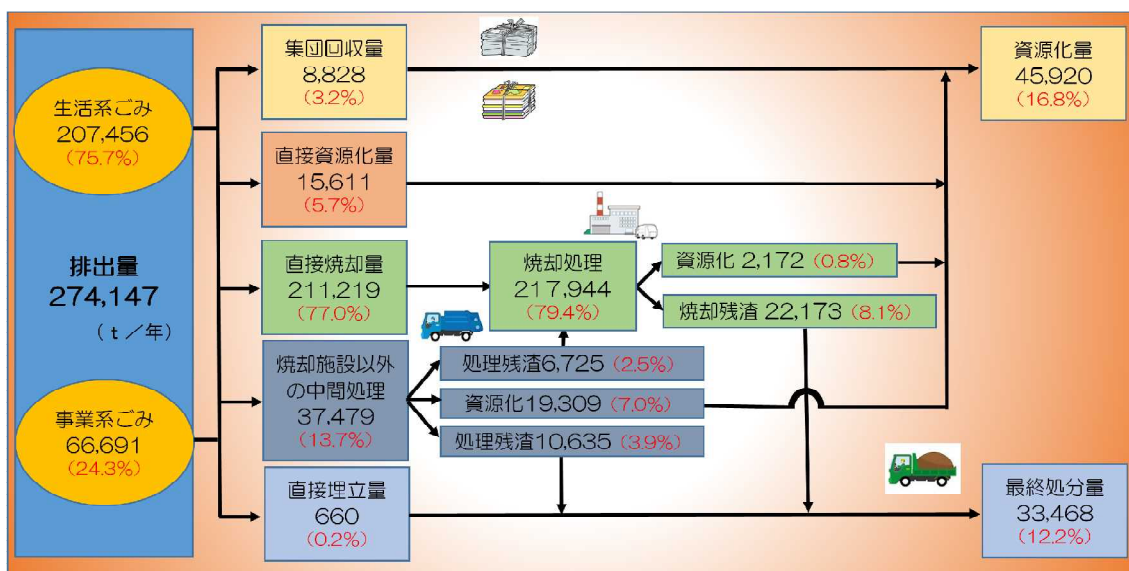 生活系ごみ
207,456
(75.7%)
排出量
274,147
(t/年)
事業系ごみ
66,691
(24.3%)
集団回収量
8,828
(3.2%)
直接資源化量
15,611
(5.7%)
直接焼却量
211,219
(77.0%)
焼却施設以外
の中間処理
37,479
(13.7%)
直接埋立量
660
(0.2%)
焼却処理
217,944
(79.4%)
処理残渣6,725 (2.5%)
資源化19,309 (7.0%)
処理残渣10,635 (3.9%)
資源化 2,172 (0.8%)
焼却残渣 22,173 (8.1%)
資源化量
45,920
(16.8%)
最終処分量
33,468
(12.2%)